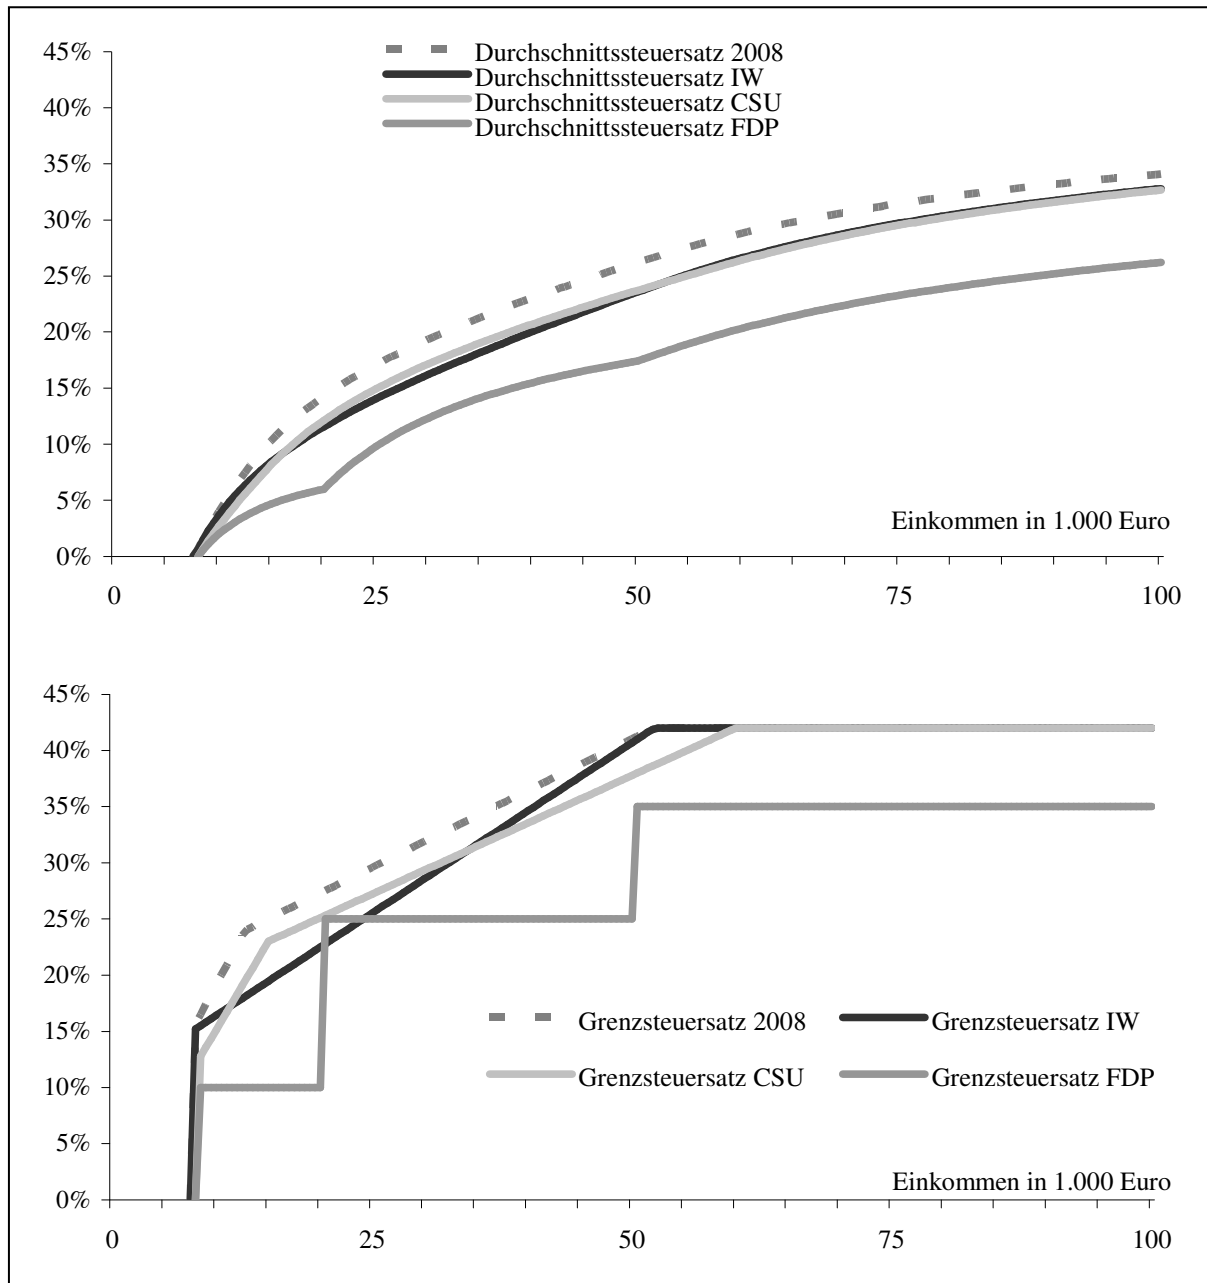 45%
40%
35%
30%
25%
20%
15%
10%
5%
0%
Durchschnittssteuersatz 2008
Durchschnittssteuersatz IW
Durchschnittssteuersatz CSU
Durchschnittssteuersatz FDP
Einkommen in 1.000 Euro
0 25 50 75 100
45%
40%
35%
30%
25%
20%
15%
10%
5%
0%
Grenzsteuersatz 2008 Grenzsteuersatz IW
Grenzsteuersatz CSU Grenzsteuersatz FDP
Einkommen in 1.000 Euro
0 25 50 75 100